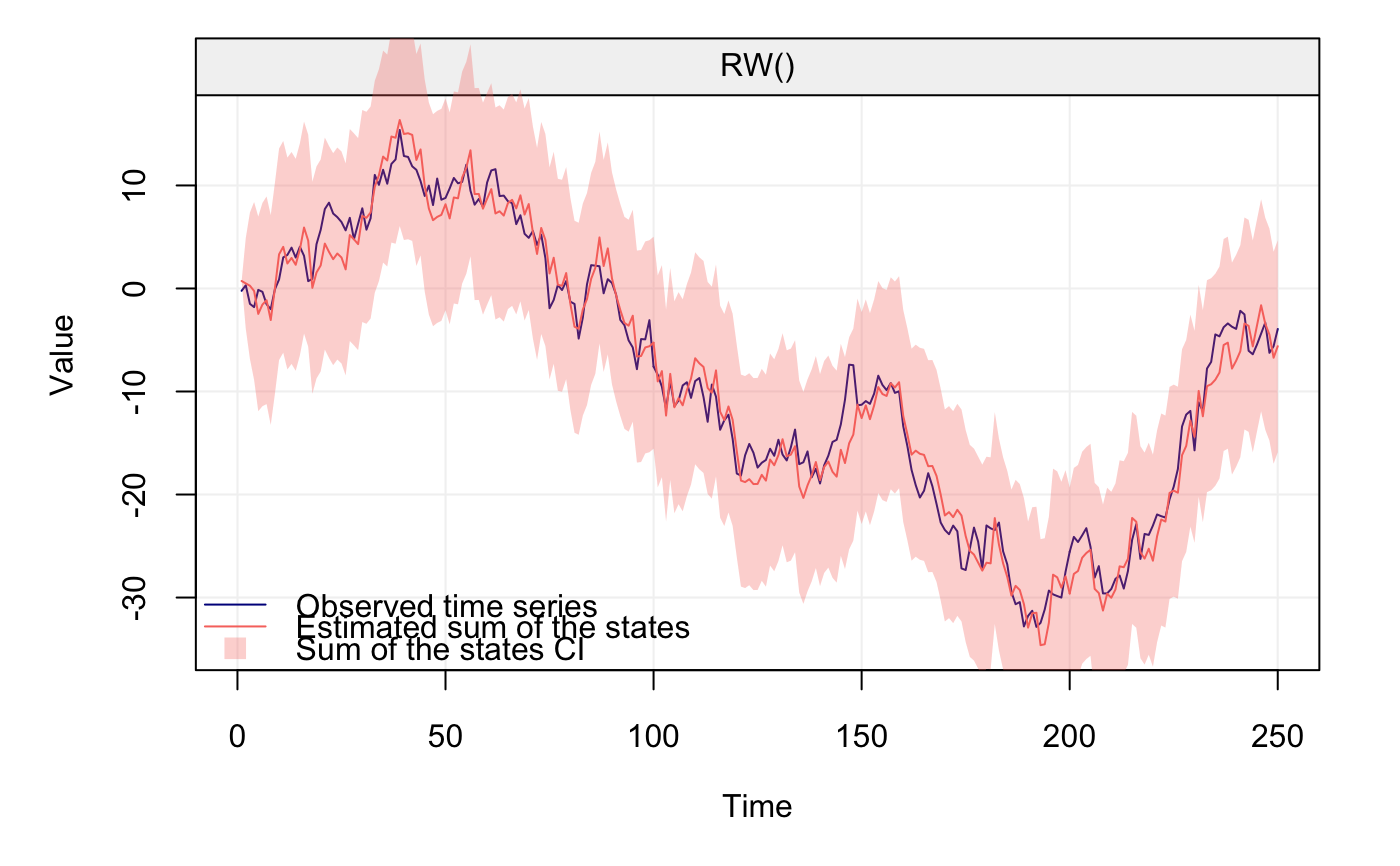 RW()
10
0
-10
-20
-30
Value
Observed time series
Estimated sum of the states
Sum of the states CI
0 50 100 150 200 250
Time